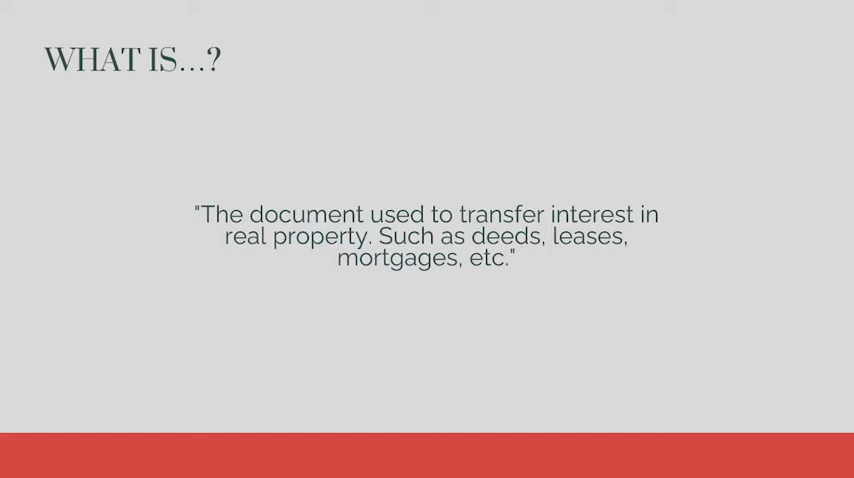 WHAT IS...?
"The document used to transfer interest in
real property. Such as deeds, leases,
mortgages, etc."